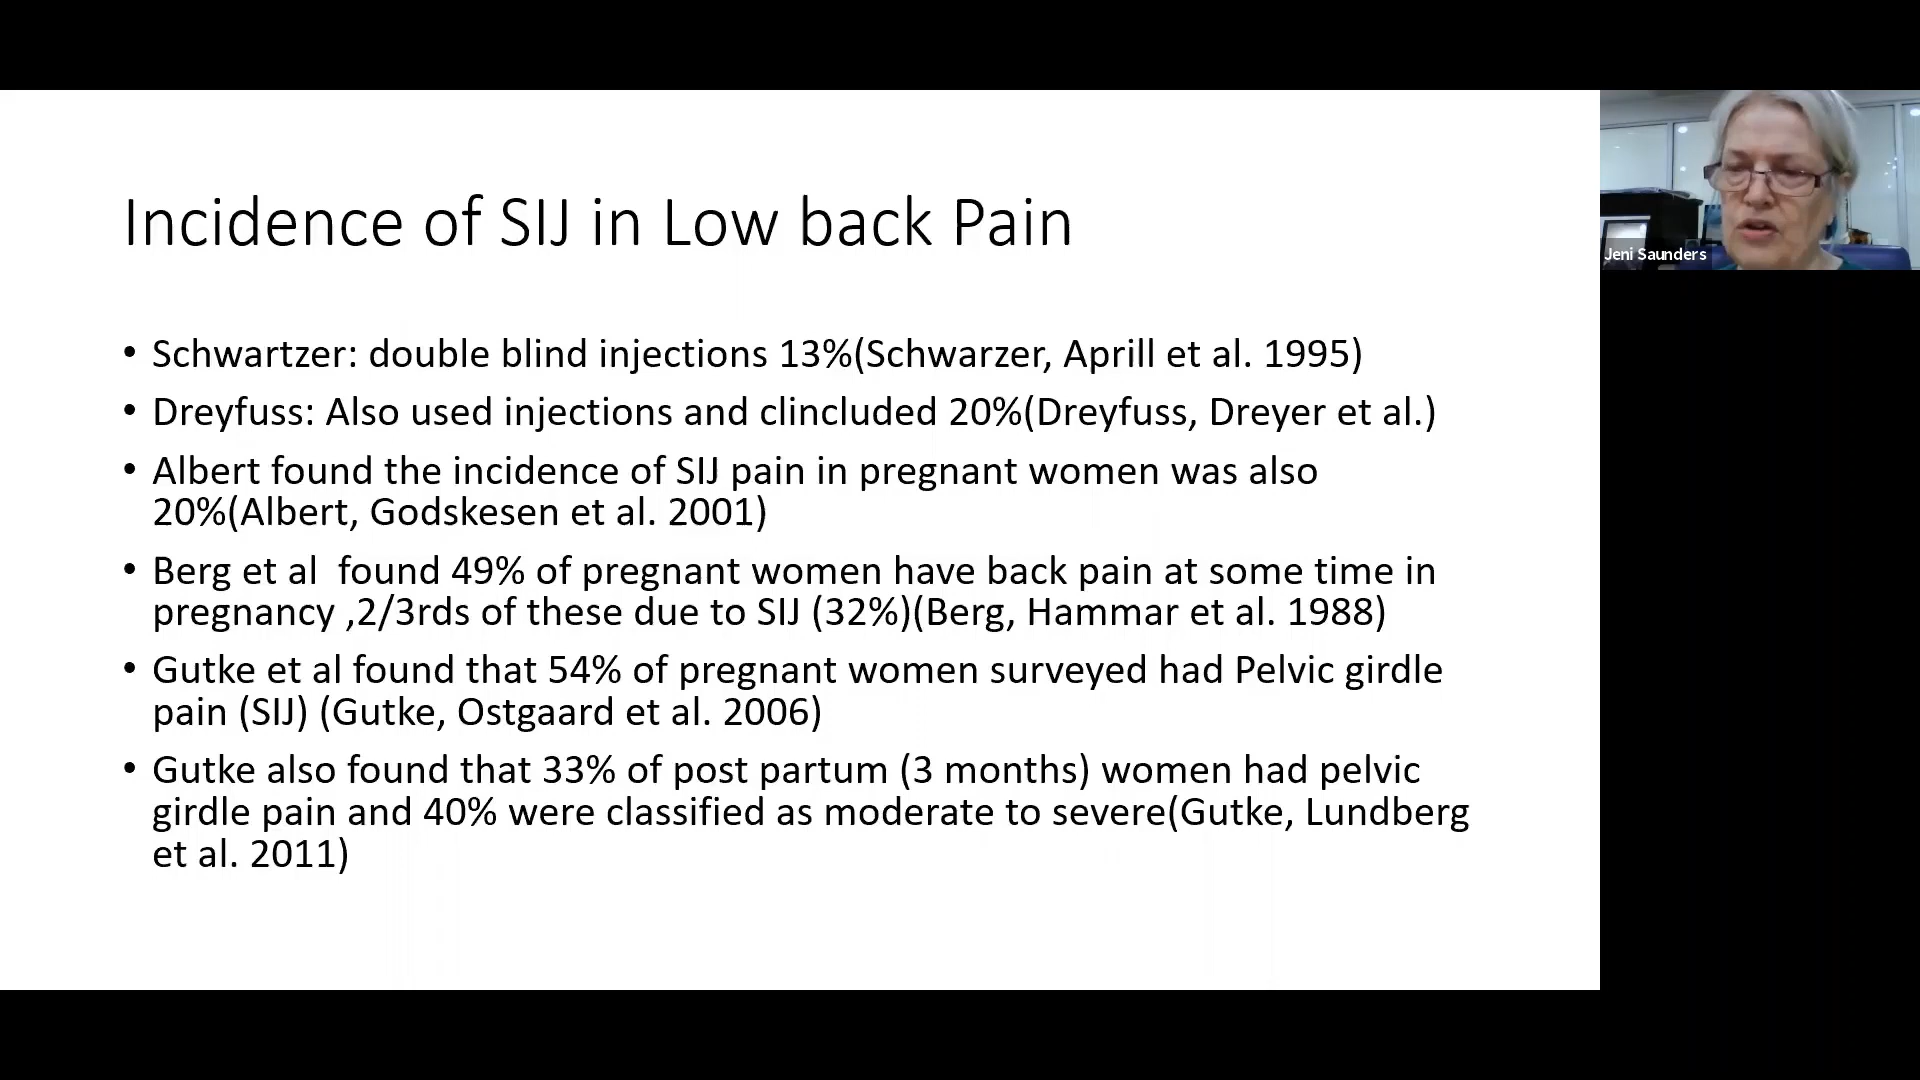 Incidence of SIJ in Low back Pain
• Schwartzer: double blind injections 13%(Schwarzer, Aprill et al. 1995)
• Dreyfuss: Also used injections and clincluded 20%(Dreyfuss, Dreyer et al.)
• Albert found the incidence of SIJ pain in pregnant women was also
20%(Albert, Godskesen et al. 2001)
• Berg et al  found 49% of pregnant women have back pain at some time in
pregnancy ,2/3rds of these due to SIJ (32%)(Berg, Hammar et al. 1988)
• Gutke et al found that 54% of pregnant women surveyed had Pelvic girdle
pain (SIJ) (Gutke, Ostgaard et al. 2006)
• Gutke also found that 33% of post partum (3 months) women had pelvic
girdle pain and 40% were classified as moderate to severe(Gutke, Lundberg
et al. 2011)
Jeni Saunders